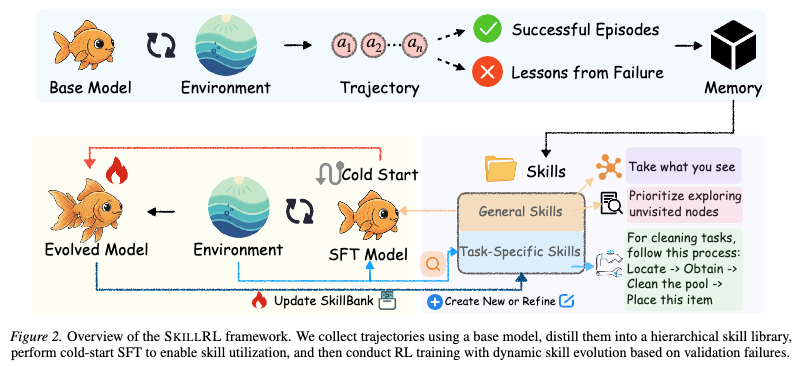 Base Model
Environment
a1 a2 ... an
Trajectory
Successful Episodes
Lessons from Failure
Memory
Cold Start
Skills
Take what you see
General Skills
Prioritize exploring
unvisited nodes
Evolved Model
Environment
SFT Model
Task-Specific Skills
For cleaning tasks,
follow this process:
Locate -> Obtain ->
Clean the pool ->
Place this item
Update SkillBank
Create New or Refine
Figure 2. Overview of the SKILLRL framework. We collect trajectories using a base model, distill them into a hierarchical skill library,
perform cold-start SFT to enable skill utilization, and then conduct RL training with dynamic skill evolution based on validation failures.